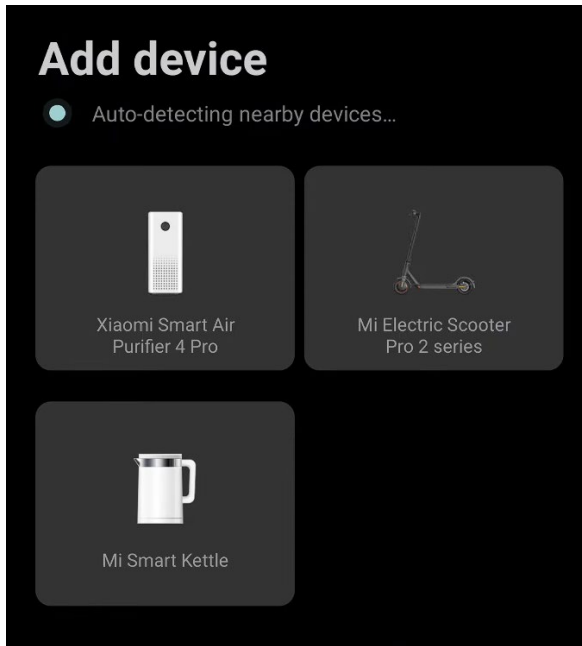 Add device
Auto-detecting nearby devices...
Xiaomi Smart Air
Purifier 4 Pro
Mi Electric Scooter
Pro 2 series
Mi Smart Kettle